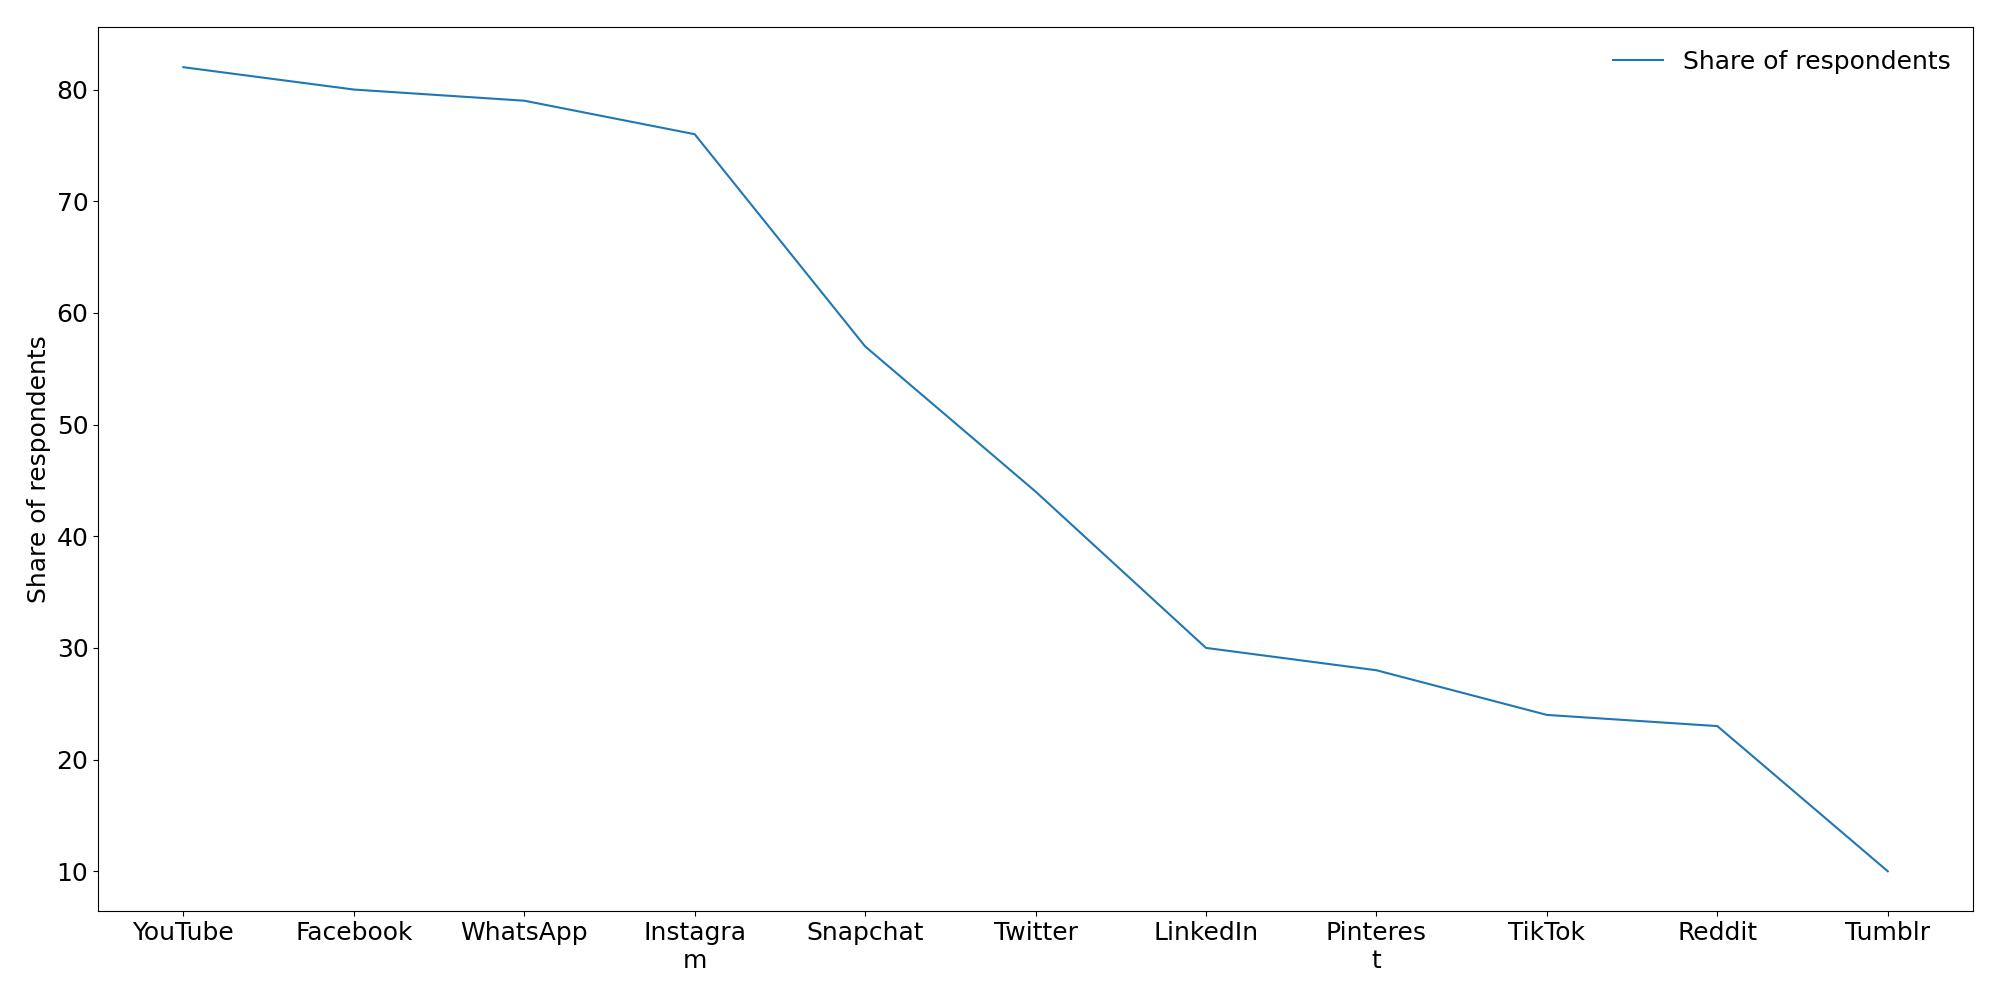 Share of respondents
Share of respondents
80
70
60
50
40
30
20
10
YouTube Facebook WhatsApp Instagra Snapchat Twitter LinkedIn Pinteres TikTok Reddit Tumblr
m t